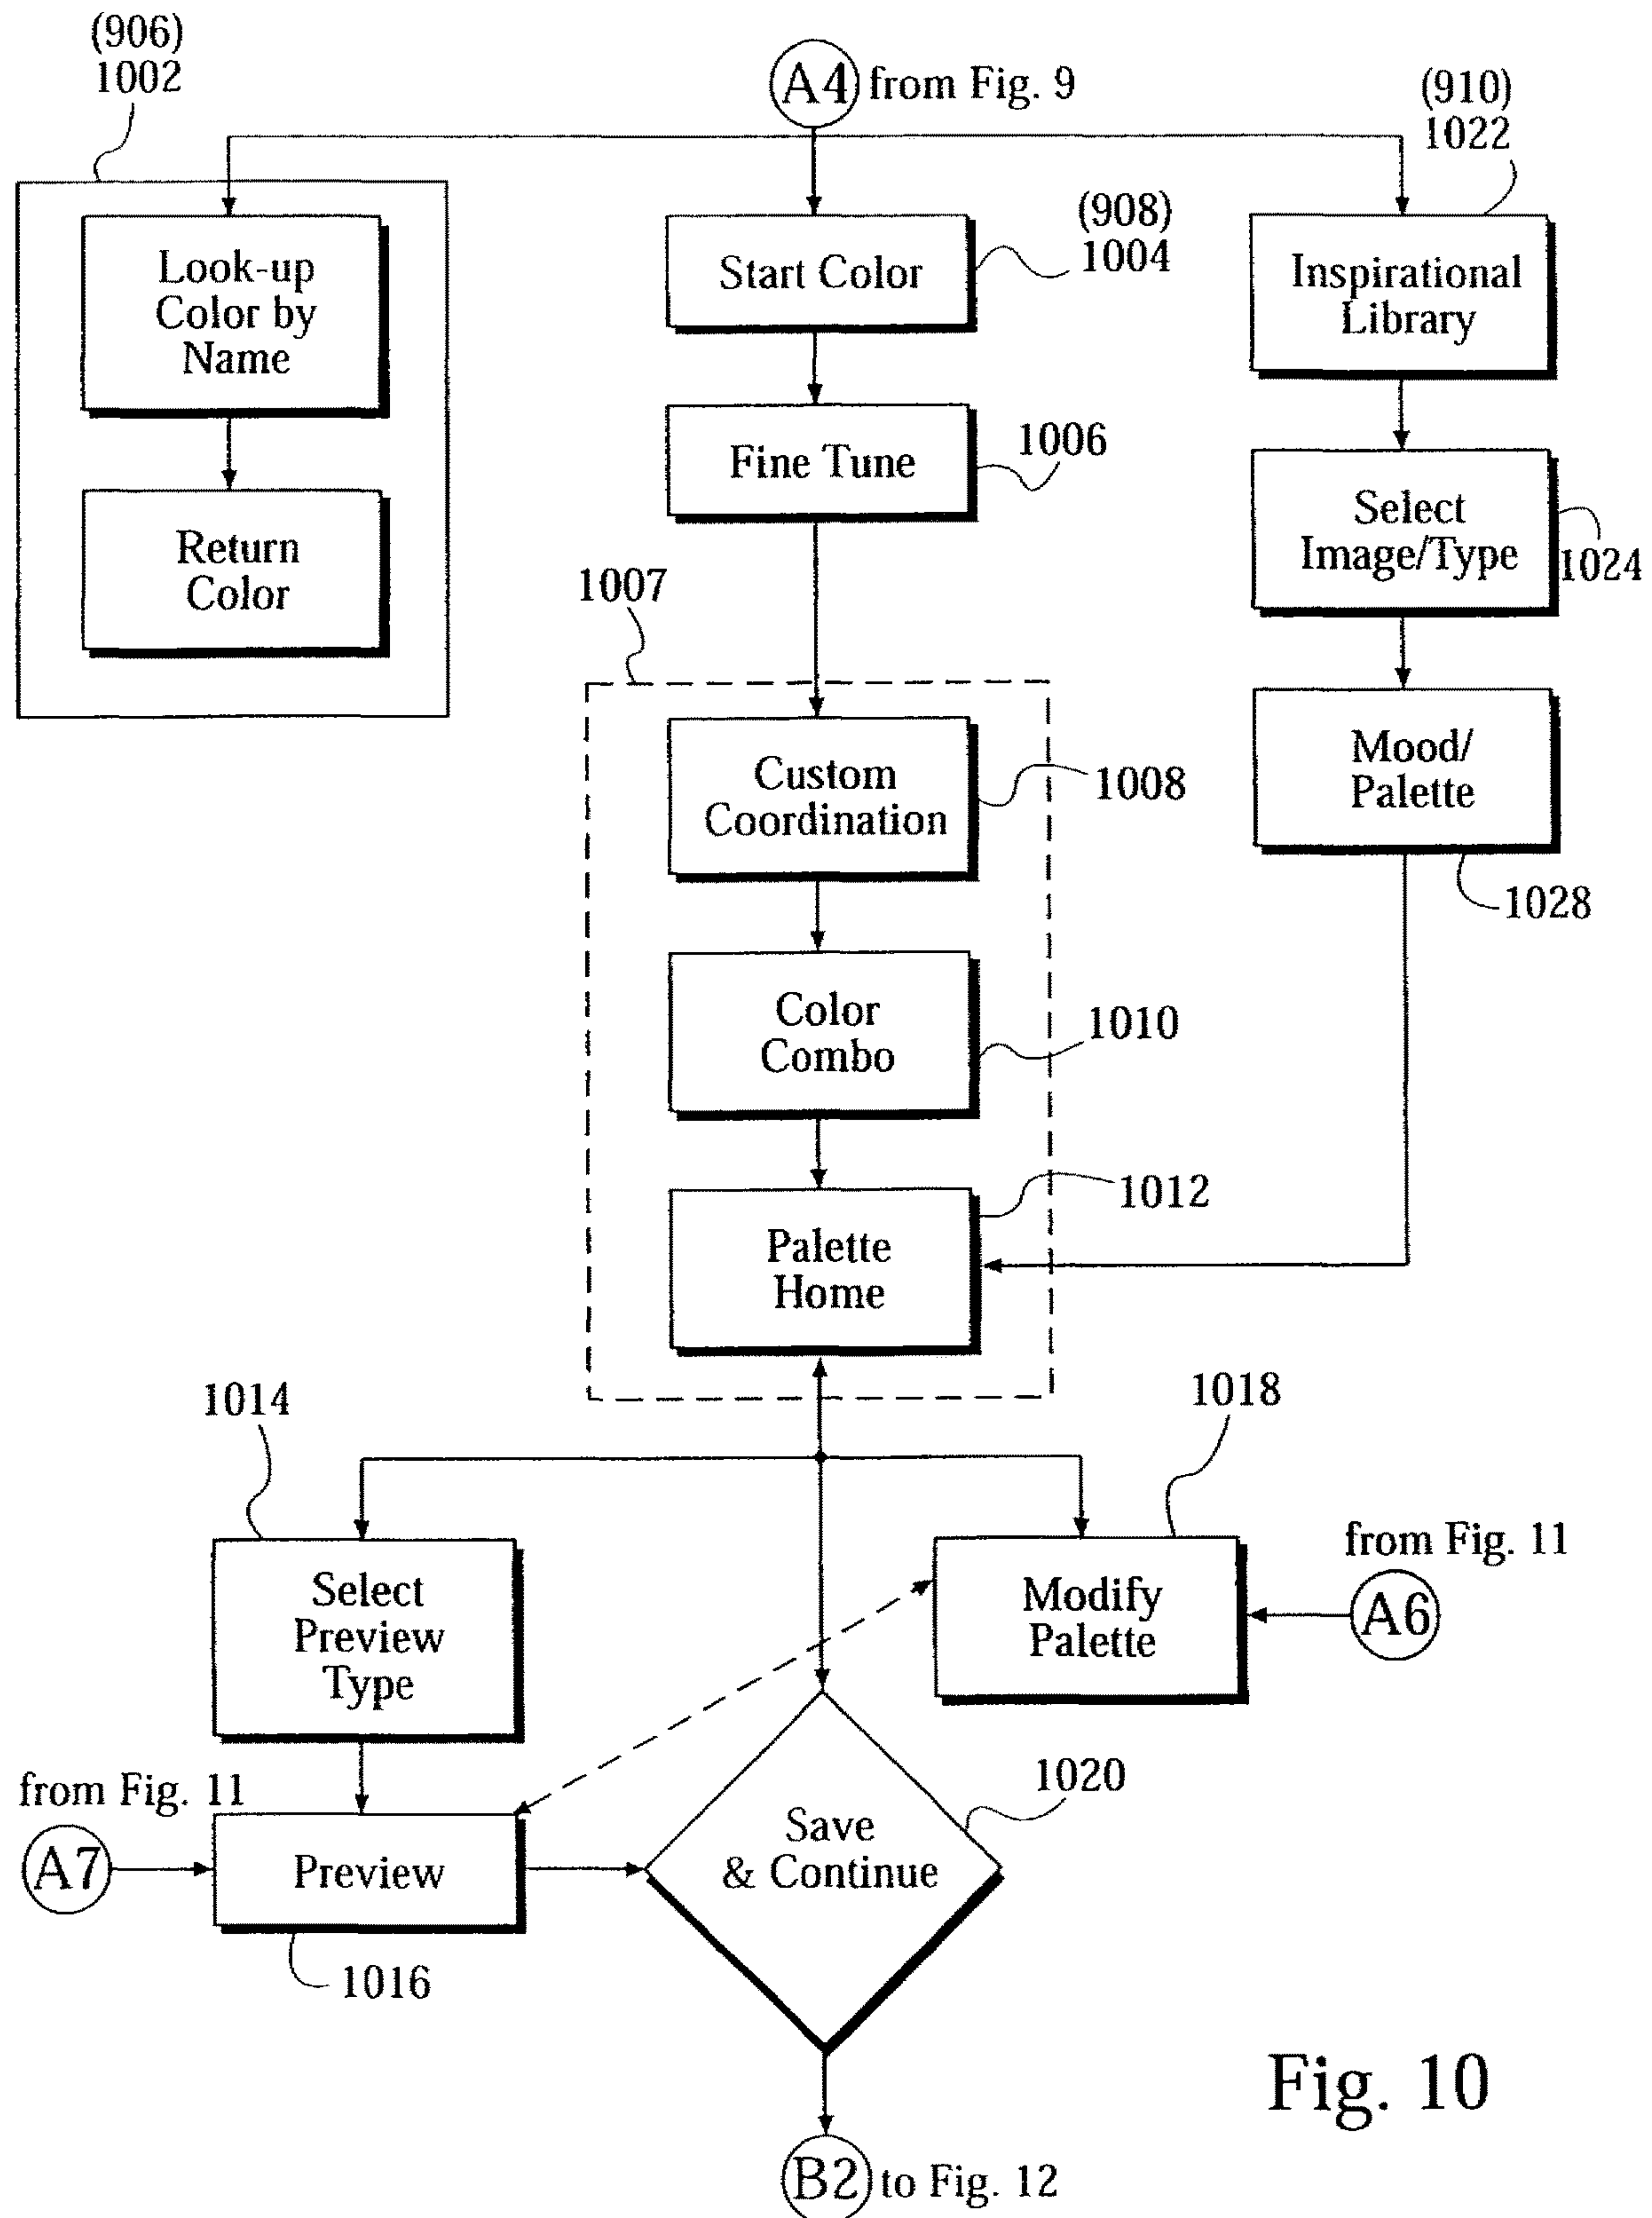 (906)
1002
A4 from Fig. 9
(910)
1022
Look-up
Color by
Name
Start Color
(908)
1004
Inspirational
Library
Fine Tune
1006
Return
Color
Select
Image/Type
1024
1007
Custom
Coordination
1008
Mood/
Palette
1028
Color
Combo
1010
Palette
Home
1012
1014
1018
Select
Preview
Type
Modify
Palette
from Fig. 11
A6
from Fig. 11
A7
Preview
1016
Save
& Continue
1020
B2 to Fig. 12
Fig. 10